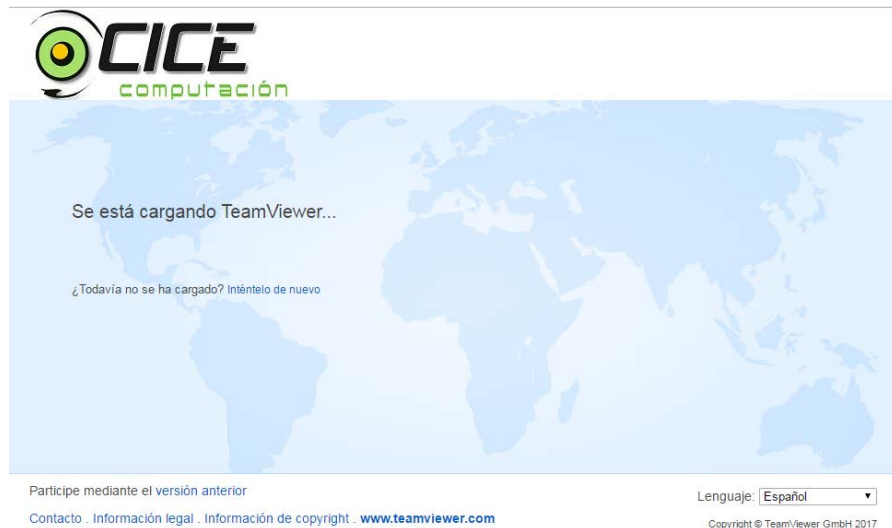 CICE
computación
Se está cargando TeamViewer...
¿Todavía no se ha cargado? Inténtelo de nuevo
Participe mediante el versión anterior
Contacto . Información legal . Información de copyright . www.teamviewer.com
Lenguaje: Español
Copyright © TeamViewer GmbH 2017